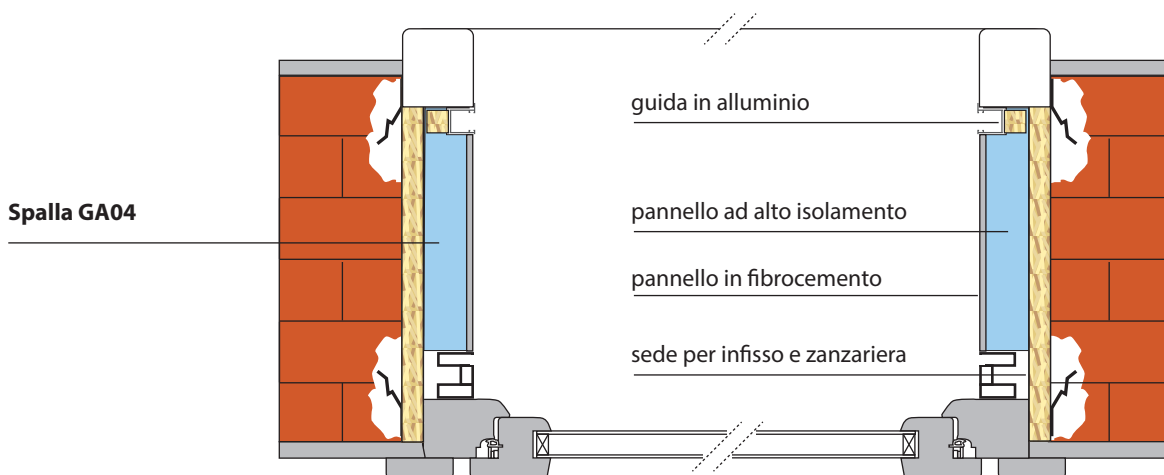 guida in alluminio
Spalla GA04
pannello ad alto isolamento
pannello in fibrocemento
sede per infisso e zanzariera